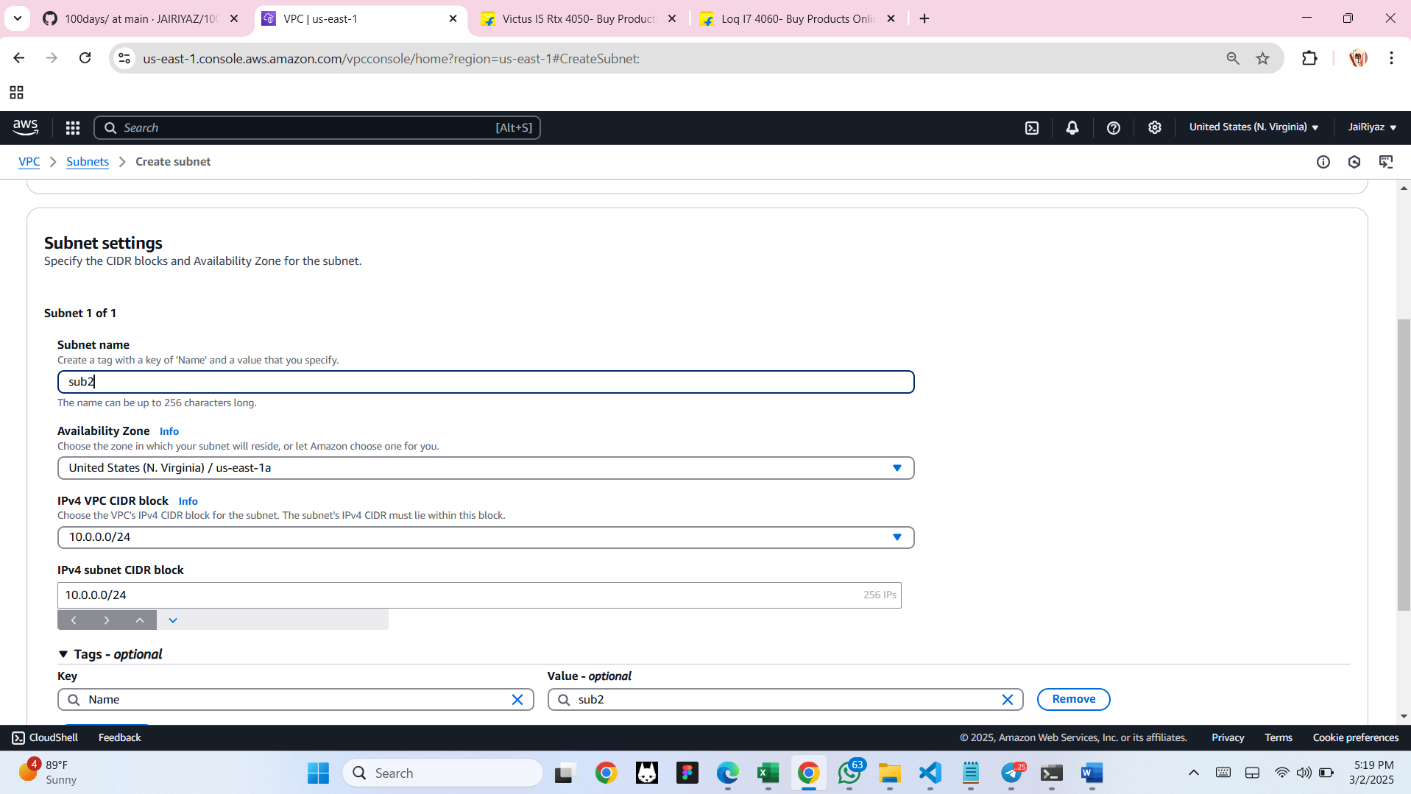 100days/ at main · JAIRIYAZ/100
VPC | us-east-1
Victus I5 Rtx 4050- Buy Product
Loq I7 4060- Buy Products Onlin
us-east-1.console.aws.amazon.com/vpcconsole/home?region=us-east-1#CreateSubnet:
aws
Search
[Alt+S]
United States (N. Virginia)
JaiRiyaz
VPC
Subnets
Create subnet
Subnet settings
Specify the CIDR blocks and Availability Zone for the subnet.
Subnet 1 of 1
Subnet name
Create a tag with a key of 'Name' and a value that you specify.
sub2
The name can be up to 256 characters long.
Availability Zone Info
Choose the zone in which your subnet will reside, or let Amazon choose one for you.
United States (N. Virginia) / us-east-1a
IPv4 VPC CIDR block Info
Choose the VPC's IPv4 CIDR block for the subnet. The subnet's IPv4 CIDR must lie within this block.
10.0.0.0/24
IPv4 subnet CIDR block
10.0.0.0/24
256 IPs
Tags - optional
Key
Value - optional
Name
sub2
Remove
CloudShell
Feedback
© 2025, Amazon Web Services, Inc. or its affiliates.
Privacy
Terms
Cookie preferences
4
89°F
Sunny
Search
63
25
5:19 PM
3/2/2025